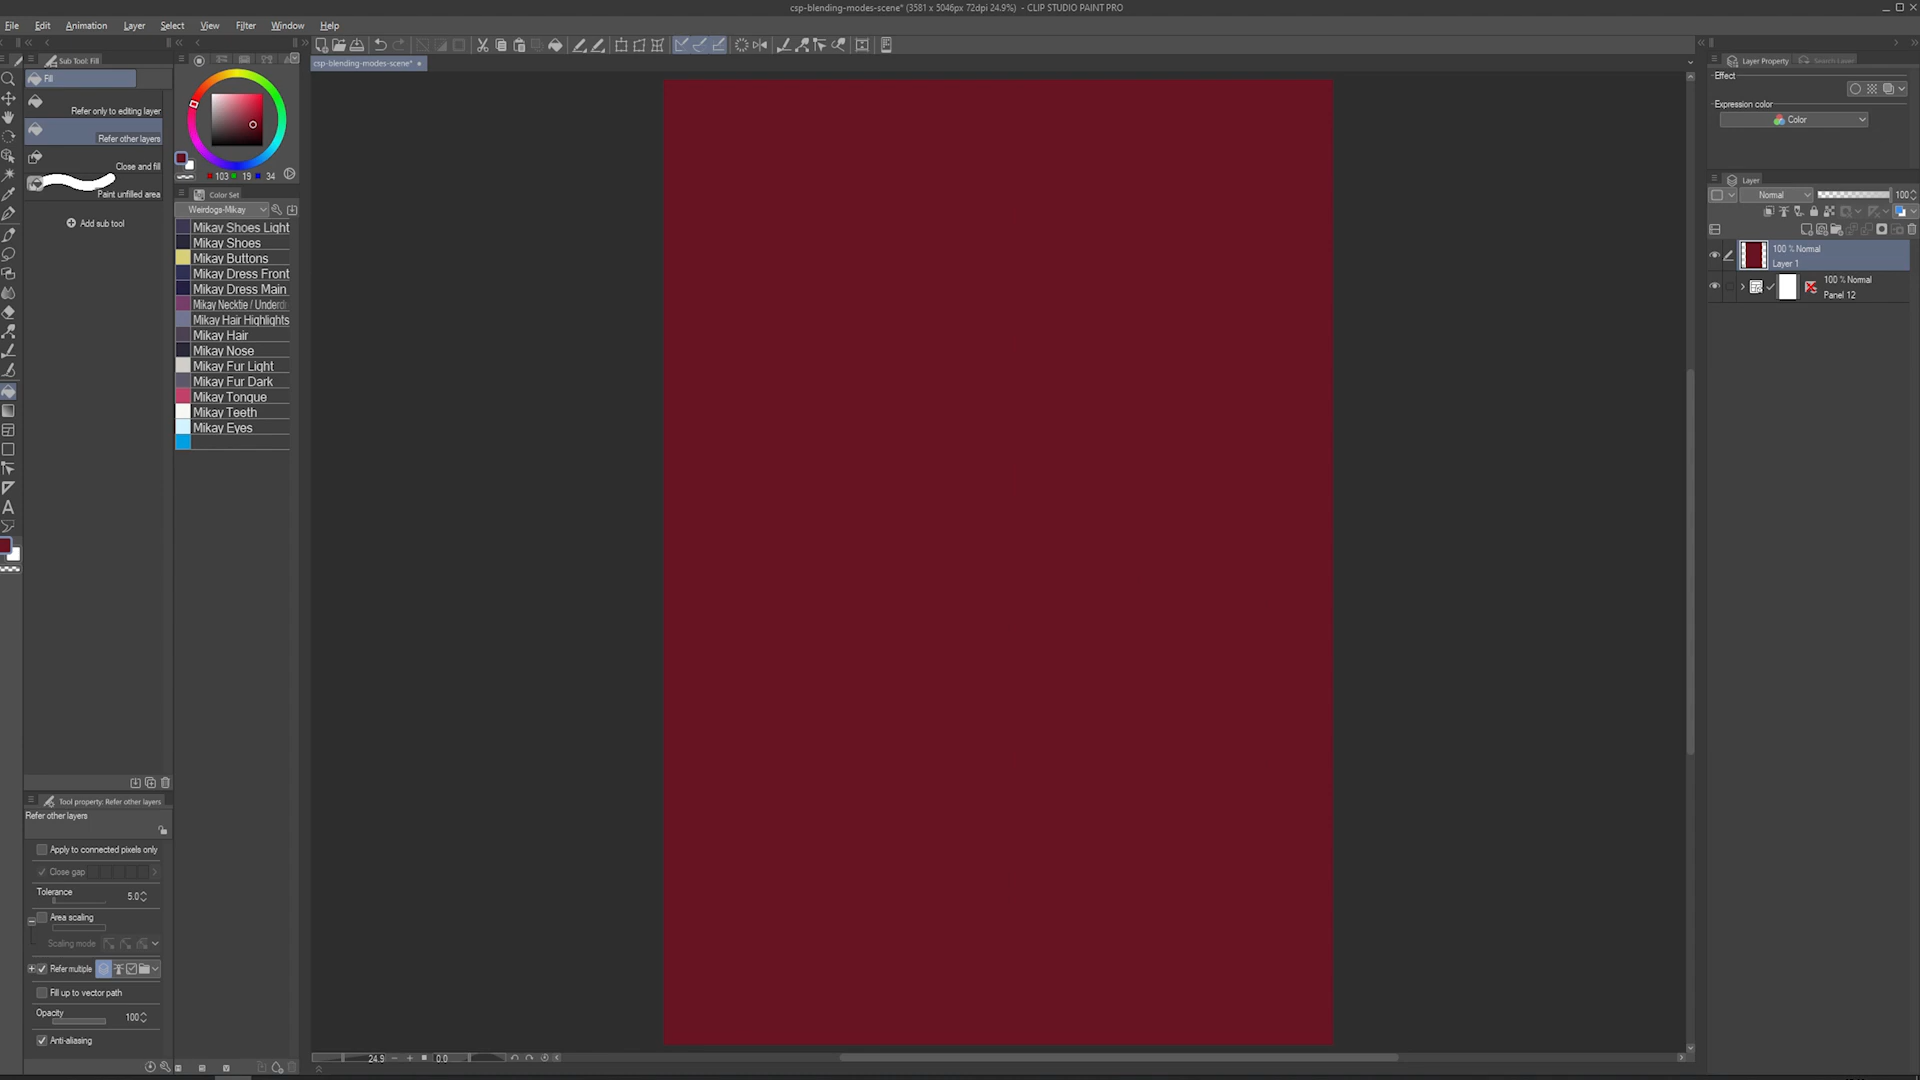 csp-blending-modes-scene* (3581 x 5046px 72dpi 24.9%) - CLIP STUDIO PAINT PRO
File Edit Animation Layer Select View Filter Window Help
csp-blending-modes-scene*
Sub Tool: Fill
Fill
Refer only to editing layer
Refer other layers
Close and fill
Paint unfilled area
Add sub tool
103 19 34
Color Set
Weirdogs-Mikay
Mikay Shoes Light
Mikay Shoes
Mikay Buttons
Mikay Dress Front
Mikay Dress Main
Mikay Necktie / Underd
Mikay Hair Highlights
Mikay Hair
Mikay Nose
Mikay Fur Light
Mikay Fur Dark
Mikay Tongue
Mikay Teeth
Mikay Eyes
Tool property: Refer other layers
Refer other layers
Apply to connected pixels only
Close gap
Tolerance 5.0
Area scaling
Scaling mode
Refer multiple
Fill up to vector path
Opacity 100
Anti-aliasing
24.9 0.0
Layer Property Search Layer
Effect
Expression color
Color
Layer
Normal 100
100 % Normal
Layer 1
100 % Normal
Panel 12